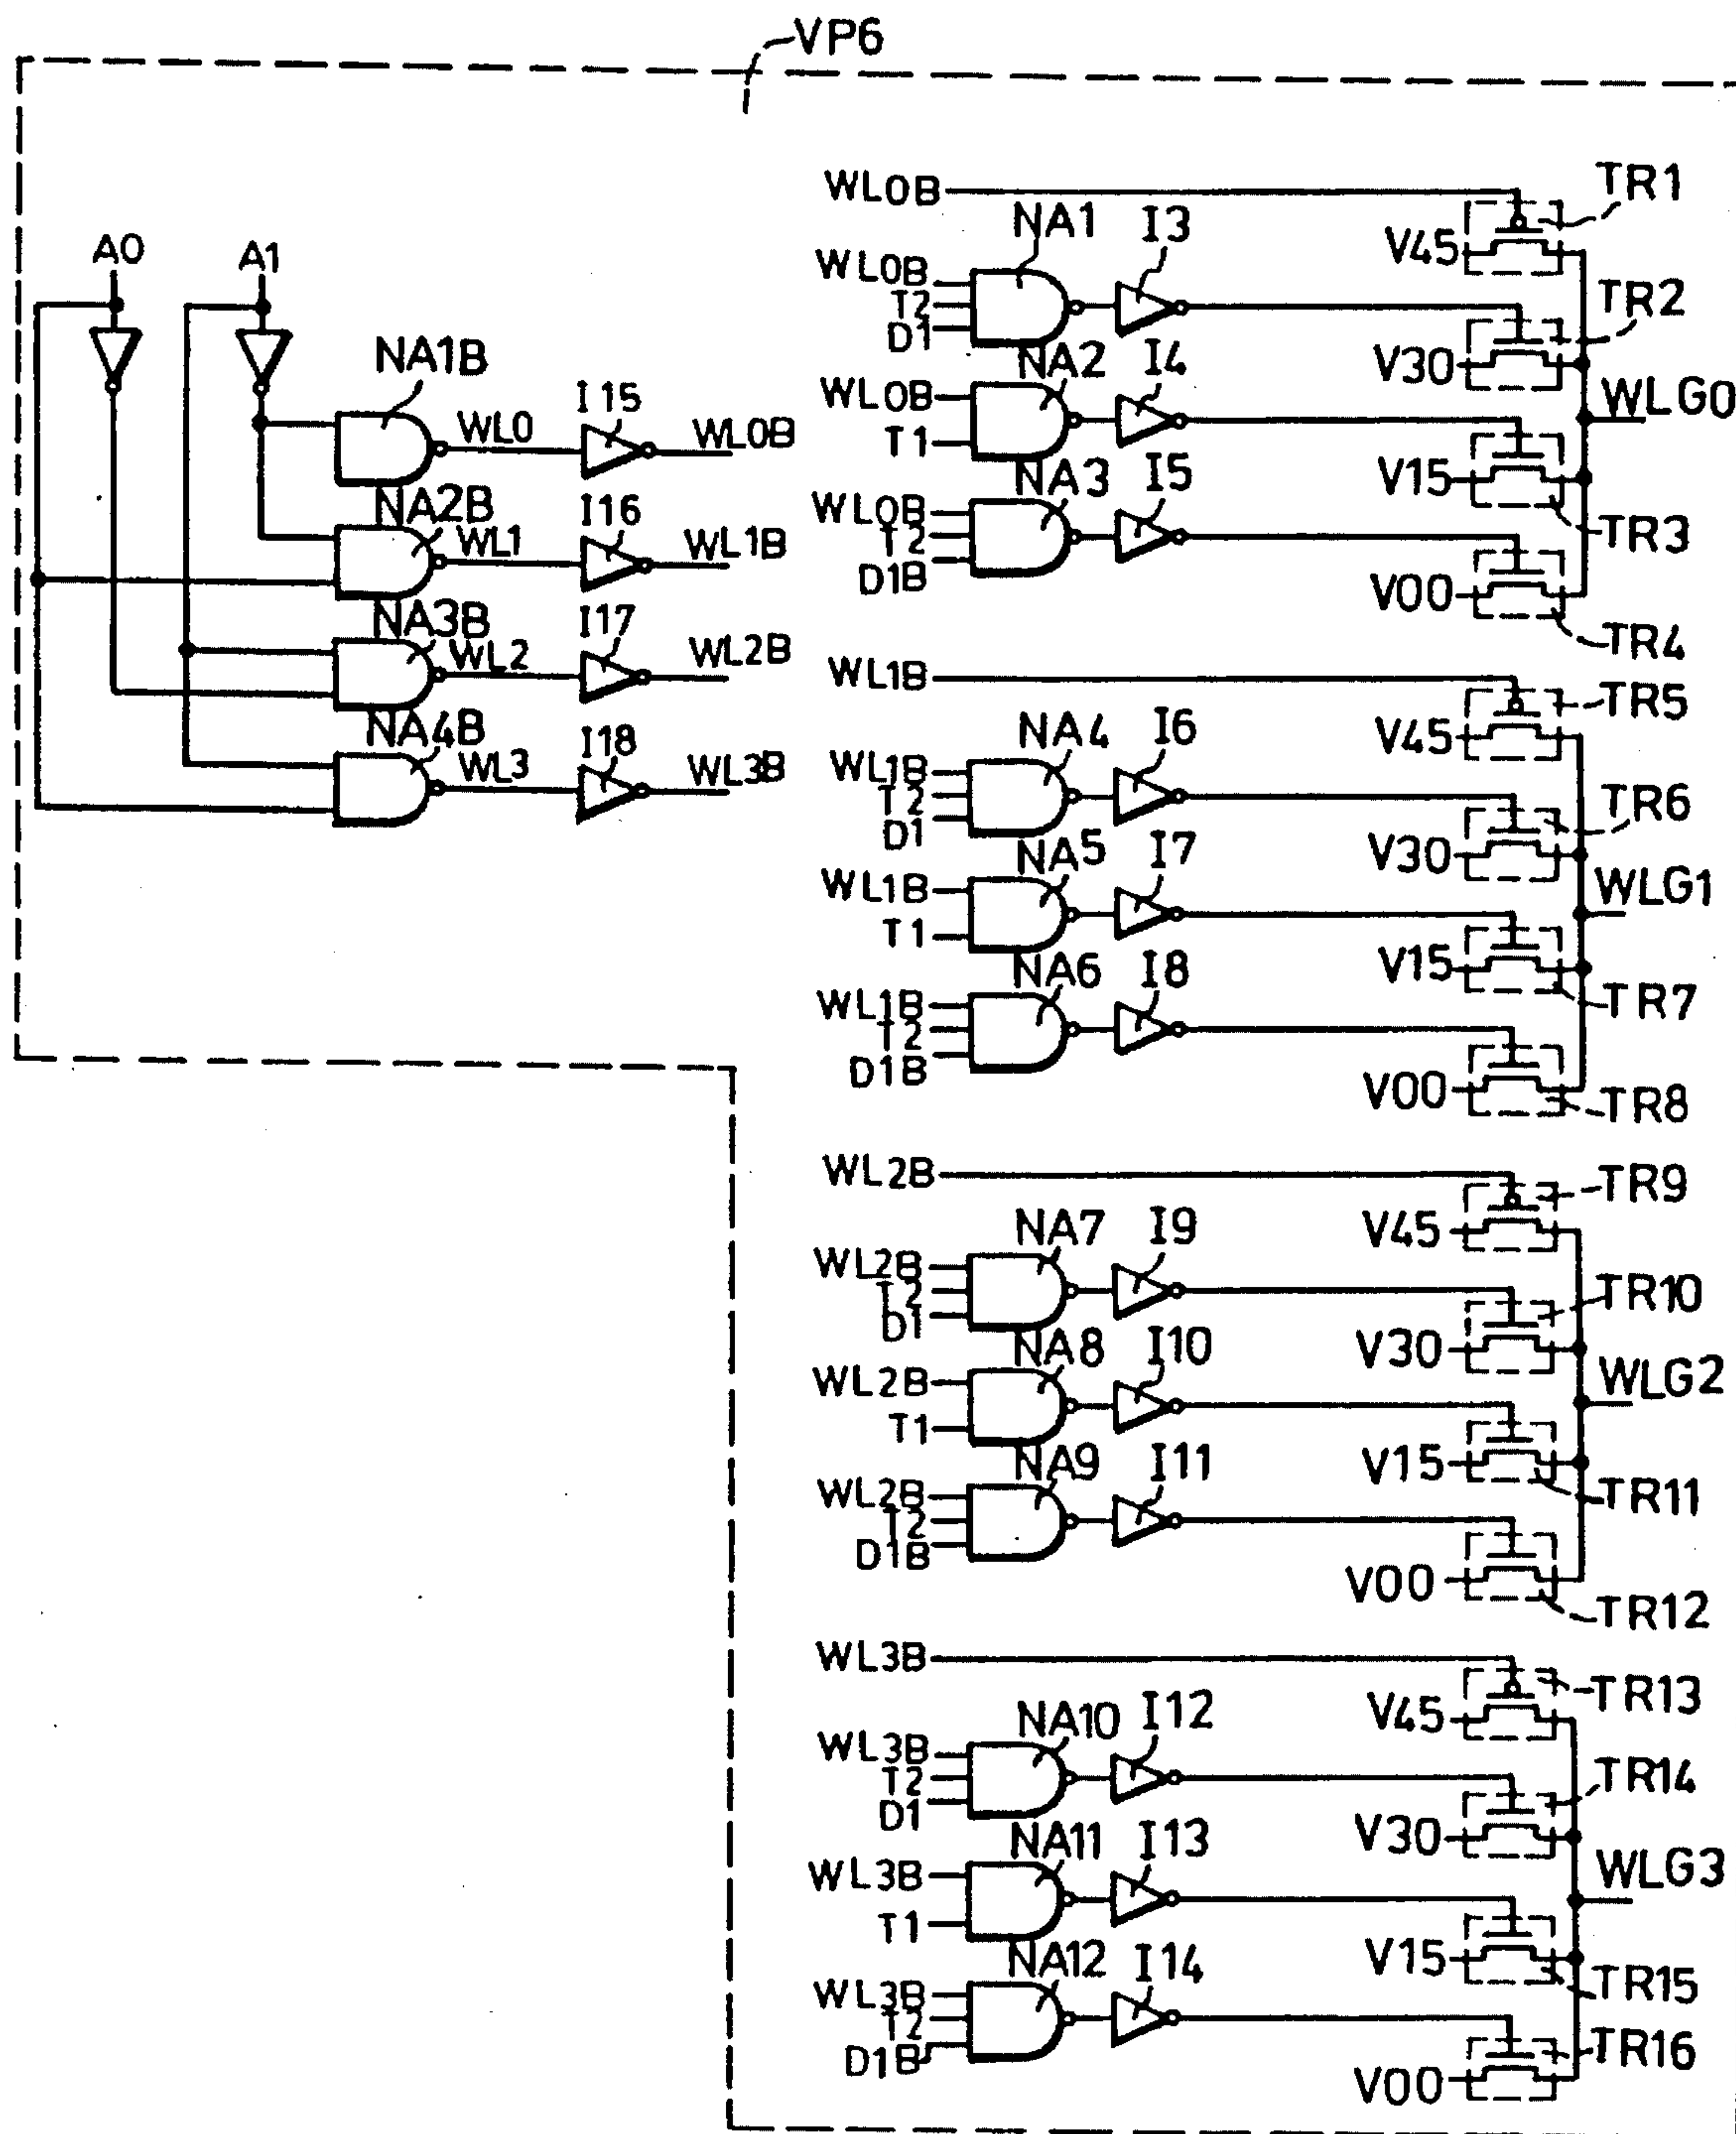 VP6
A0
A1
NA1B
WL0
I15
WL0B
NA2B
WL1
I16
WL1B
NA3B
WL2
I17
WL2B
NA4B
WL3
I18
WL3B
WL0B
TR1
V45
WL0B
T2
D1
NA1
I3
TR2
V30
WL0B
T1
NA2
I4
WLG0
V15
TR3
WL0B
T2
D1B
NA3
I5
V00
TR4
WL1B
TR5
V45
WL1B
T2
D1
NA4
I6
TR6
V30
WL1B
T1
NA5
I7
WLG1
V15
TR7
WL1B
T2
D1B
NA6
I8
V00
TR8
WL2B
TR9
V45
WL2B
T2
D1
NA7
I9
TR10
V30
WL2B
T1
NA8
I10
WLG2
V15
TR11
WL2B
T2
D1B
NA9
I11
V00
TR12
WL3B
TR13
V45
WL3B
T2
D1
NA10
I12
TR14
V30
WL3B
T1
NA11
I13
WLG3
V15
TR15
WL3B
T2
D1B
NA12
I14
TR16
V00